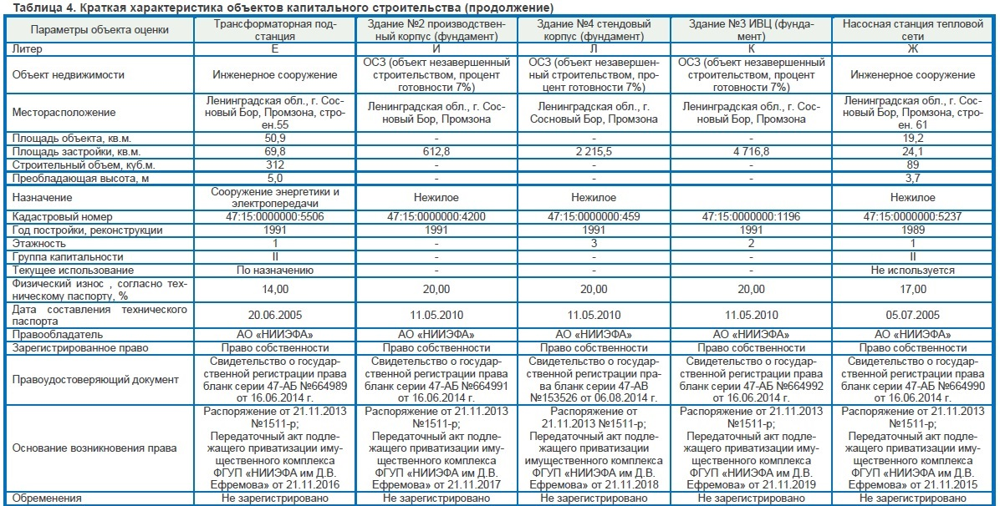 Таблица 4. Краткая характеристика объектов капитального строительства (продолжение)
Параметры объекта оценки
Трансформаторная под-
станция
Здание №2 производствен-
ный корпус (фундамент)
Здание №4 стендовый
корпус (фундамент)
Здание №3 ИВЦ (фунда-
мент)
Насосная станция тепловой
сети
Литер
Е
И
Л
К
Ж
Объект недвижимости
Инженерное сооружение
ОСЗ (объект незавершенный
строительством, процент
готовности 7%)
ОСЗ (объект незавершен-
ный строительством, про-
цент готовности 7%)
ОСЗ (объект незавершенный
строительством, процент
готовности 7%)
Инженерное сооружение
Месторасположение
Ленинградская обл., г. Сос-
новый Бор, Промзона, стро-
ен.55
Ленинградская обл., г. Сос-
новый Бор, Промзона
Ленинградская обл., г.
Сосновый Бор, Промзона
Ленинградская обл., г. Сос-
новый Бор, Промзона
Ленинградская обл., г. Сос-
новый Бор, Промзона, стро-
ен. 61
Площадь объекта, кв.м.
50,9
-
-
-
19,2
Площадь застройки, кв.м.
69,8
612,8
2 215,5
4 716,8
24,1
Строительный объем, куб.м.
312
-
-
-
89
Преобладающая высота, м
5,0
-
-
-
3,7
Назначение
Сооружение энергетики и
электропередачи
Нежилое
Нежилое
Нежилое
Кадастровый номер
47:15:0000000:5506
47:15:0000000:4200
47:15:0000000:459
47:15:0000000:1196
47:15:0000000:5237
Год постройки, реконструкции
1991
1991
1991
1991
1989
Этажность
1
-
3
2
1
Группа капитальности
II
-
-
-
II
Текущее использование
По назначению
-
-
-
Не используется
Физический износ , согласно тех-
ническому паспорту, %
14,00
20,00
20,00
20,00
17,00
Дата составления технического
паспорта
20.06.2005
11.05.2010
11.05.2010
11.05.2010
05.07.2005
Правообладатель
АО «НИИЭФА»
АО «НИИЭФА»
АО «НИИЭФА»
АО «НИИЭФА»
АО «НИИЭФА»
Зарегистрированное право
Право собственности
Право собственности
Право собственности
Право собственности
Право собственности
Правоудостоверяющий документ
Свидетельство о государ-
ственной регистрации права
бланк серии 47-АБ №664989
от 16.06.2014 г.
Свидетельство о государ-
ственной регистрации права
бланк серии 47-АБ №664991
от 16.06.2014 г.
Свидетельство о государ-
ственной регистрации пра-
ва бланк серии 47-АВ
№153526 от 06.08.2014 г.
Свидетельство о государ-
ственной регистрации права
бланк серии 47-АБ №664992
от 16.06.2014 г.
Свидетельство о государ-
ственной регистрации права
бланк серии 47-АБ №664990
от 16.06.2014 г.
Основание возникновения права
Распоряжение от 21.11.2013
№1511-р;
Передаточный акт подле-
жащего приватизации иму-
щественного комплекса
ФГУП «НИИЭФА им Д.В.
Ефремова» от 21.11.2016
Распоряжение от 21.11.2013
№1511-р;
Передаточный акт подле-
жащего приватизации иму-
щественного комплекса
ФГУП «НИИЭФА им Д.В.
Ефремова» от 21.11.2017
Распоряжение от
21.11.2013 №1511-р;
Передаточный акт подле-
жащего приватизации
имущественного комплекса
ФГУП «НИИЭФА им Д.В.
Ефремова» от 21.11.2018
Распоряжение от 21.11.2013
№1511-р;
Передаточный акт подле-
жащего приватизации иму-
щественного комплекса
ФГУП «НИИЭФА им Д.В.
Ефремова» от 21.11.2019
Распоряжение от 21.11.2013
№1511-р;
Передаточный акт подле-
жащего приватизации иму-
щественного комплекса
ФГУП «НИИЭФА им Д.В.
Ефремова» от 21.11.2015
Обременения
Не зарегистрировано
Не зарегистрировано
Не зарегистрировано
Не зарегистрировано
Не зарегистрировано